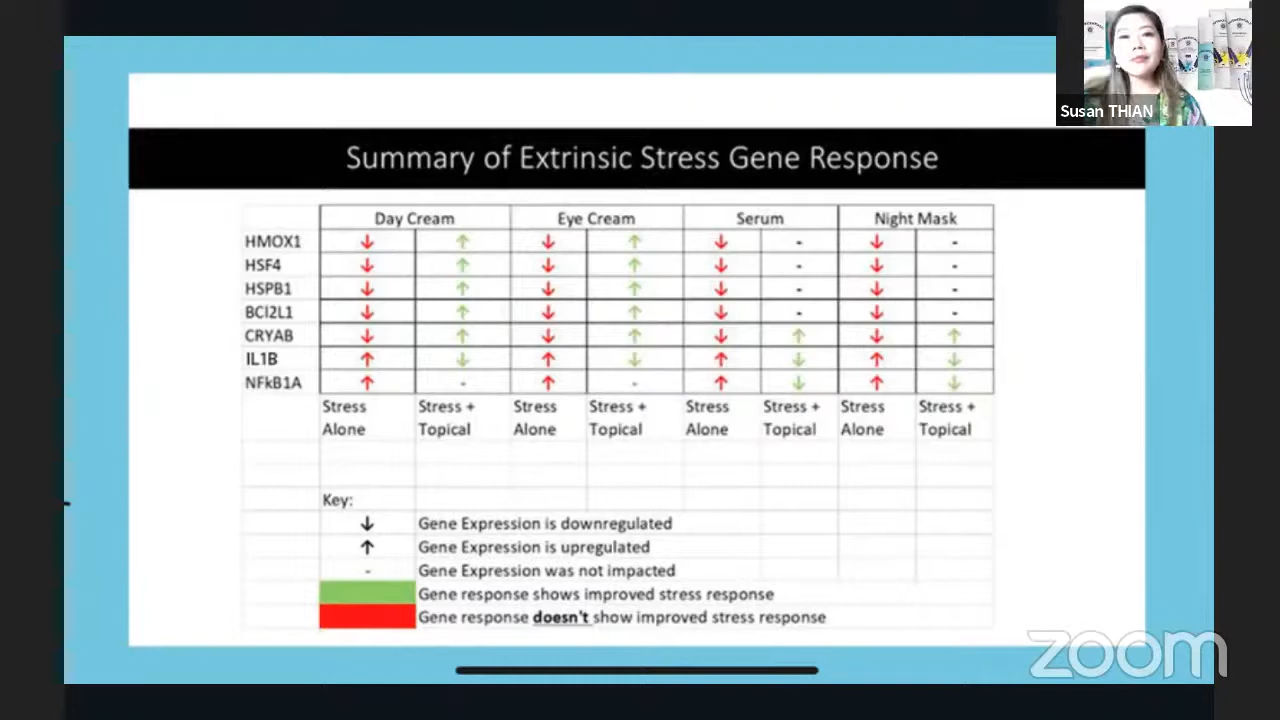 Susan THIAN
Summary of Extrinsic Stress Gene Response
Day Cream Eye Cream Serum Night Mask
HMOX1 ↓ ↑ ↓ ↑ ↓ - ↓ -
HSF4 ↓ ↑ ↓ ↑ ↓ - ↓ -
HSPB1 ↓ ↑ ↓ ↑ ↓ - ↓ -
BCl2L1 ↓ ↑ ↓ ↑ ↓ - ↓ -
CRYAB ↓ ↑ ↓ ↑ ↓ ↑ ↓ ↑
IL1B ↑ ↓ ↑ ↓ ↑ ↓ ↑ ↓
NFkB1A ↑ - ↑ - ↑ ↓ ↑ ↓
Stress Stress + Stress Stress + Stress Stress + Stress Stress +
Alone Topical Alone Topical Alone Topical Alone Topical
Key:
↓ Gene Expression is downregulated
↑ Gene Expression is upregulated
- Gene Expression was not impacted
Gene response shows improved stress response
Gene response doesn't show improved stress response
zoom